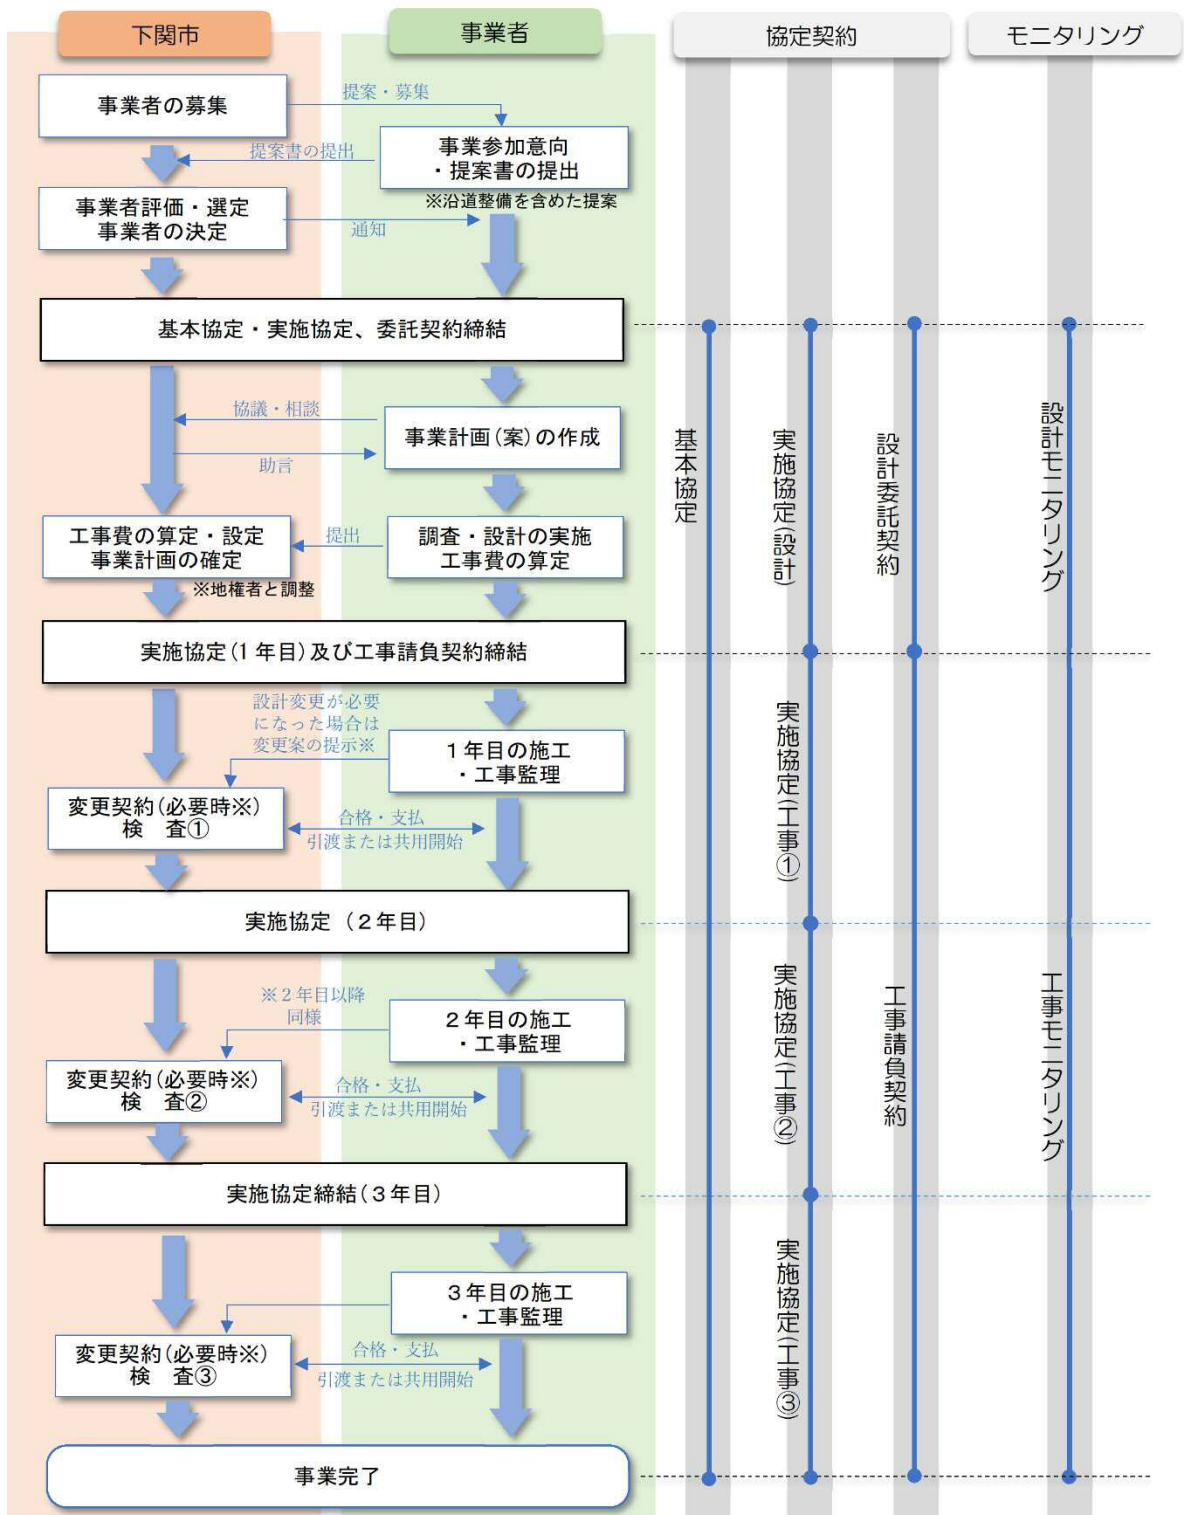 下関市
事業者
協定契約
モニタリング
事業者の募集
提案・募集
事業参加意向
・提案書の提出
提案書の提出
※沿道整備を含めた提案
事業者評価・選定
事業者の決定
通知
基本協定・実施協定、委託契約締結
協議・相談
事業計画(案)の作成
助言
工事費の算定・設定
事業計画の確定
提出
調査・設計の実施
工事費の算定
※地権者と調整
実施協定(1年目)及び工事請負契約締結
設計変更が必要
になった場合は
変更案の提示※
1年目の施工
・工事監理
変更契約(必要時※)
検 査①
合格・支払
引渡または共用開始
実施協定(2年目)
※2年目以降
同様
2年目の施工
・工事監理
変更契約(必要時※)
検 査②
合格・支払
引渡または共用開始
実施協定締結(3年目)
3年目の施工
・工事監理
変更契約(必要時※)
検 査③
合格・支払
引渡または共用開始
事業完了
基本協定
実施協定(設計)
設計委託契約
設計モニタリング
実施協定(工事①)
実施協定(工事②)
工事請負契約
工事モニタリング
実施協定(工事③)